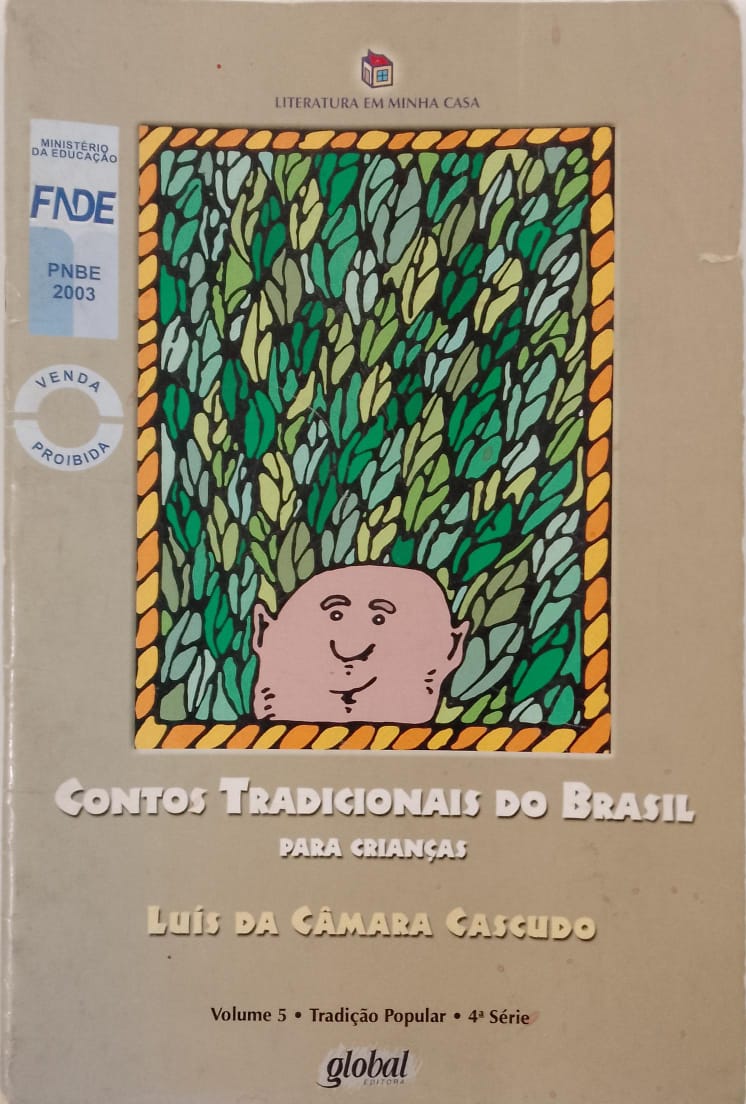 LITERATURA EM MINHA CASA
MINISTÉRIO
DA EDUCAÇÃO
FNDE
PNBE
2003
VENDA
PROIBIDA
CONTOS TRADICIONAIS DO BRASIL
PARA CRIANÇAS
LUÍS DA CÂMARA CASCUDO
Volume 5 • Tradição Popular • 4ª Série
global
EDITORA